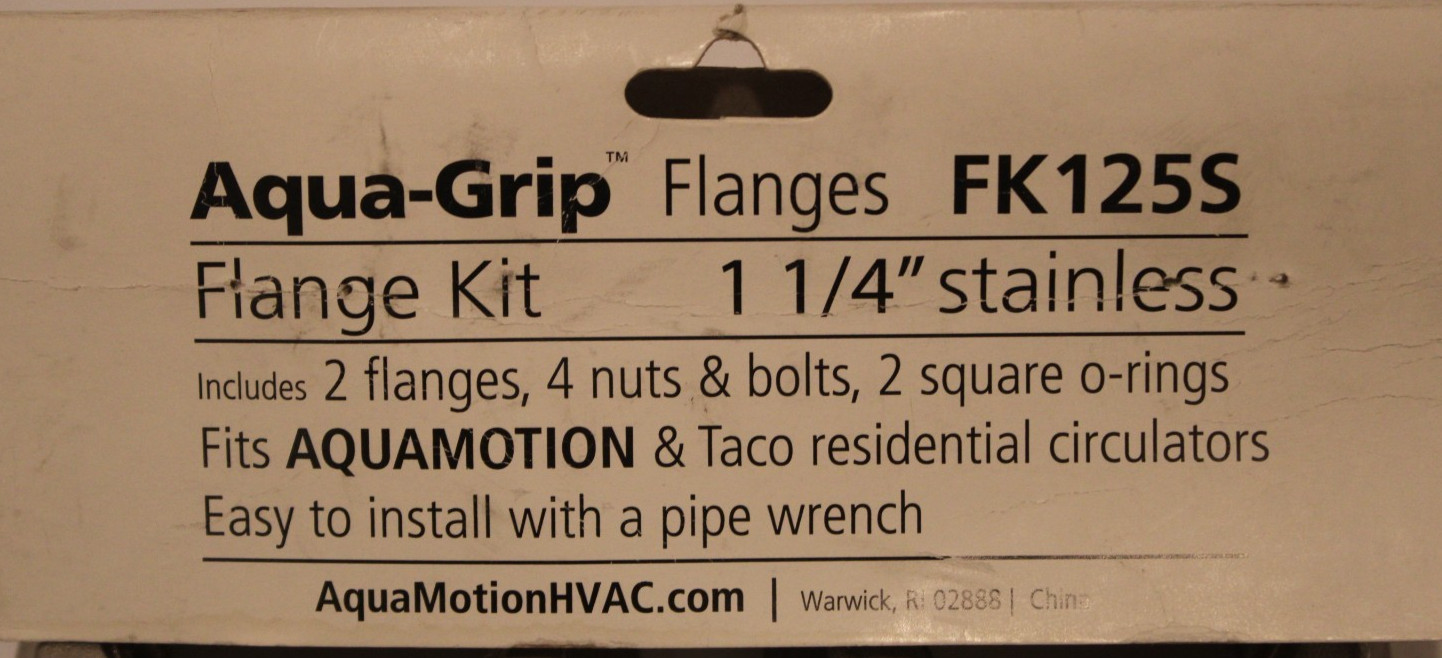 Aqua-Grip™ Flanges FK125S
Flange Kit 1 1/4" stainless
Includes 2 flanges, 4 nuts & bolts, 2 square o-rings
Fits AQUAMOTION & Taco residential circulators
Easy to install with a pipe wrench
AquaMotionHVAC.com | Warwick, RI 02888 | China